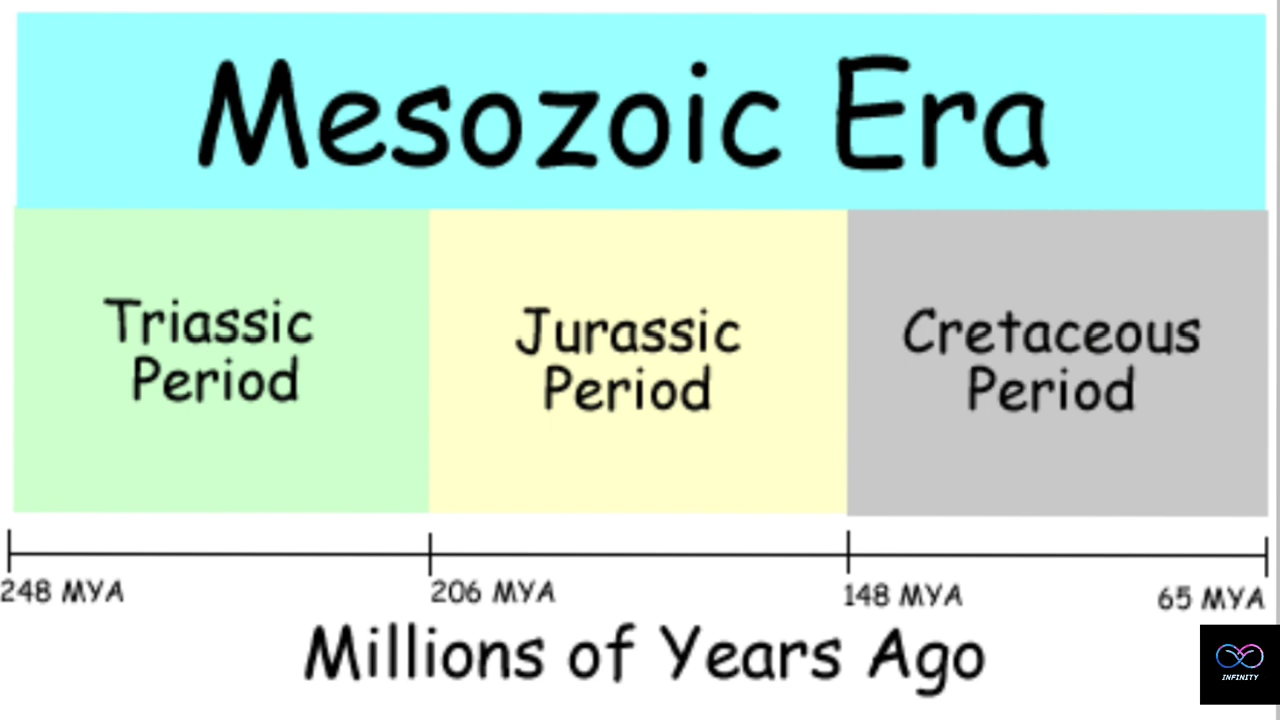 Mesozoic Era
Triassic
Period
Jurassic
Period
Cretaceous
Period
248 MYA
206 MYA
148 MYA
65 MYA
Millions of Years Ago
INFINITY